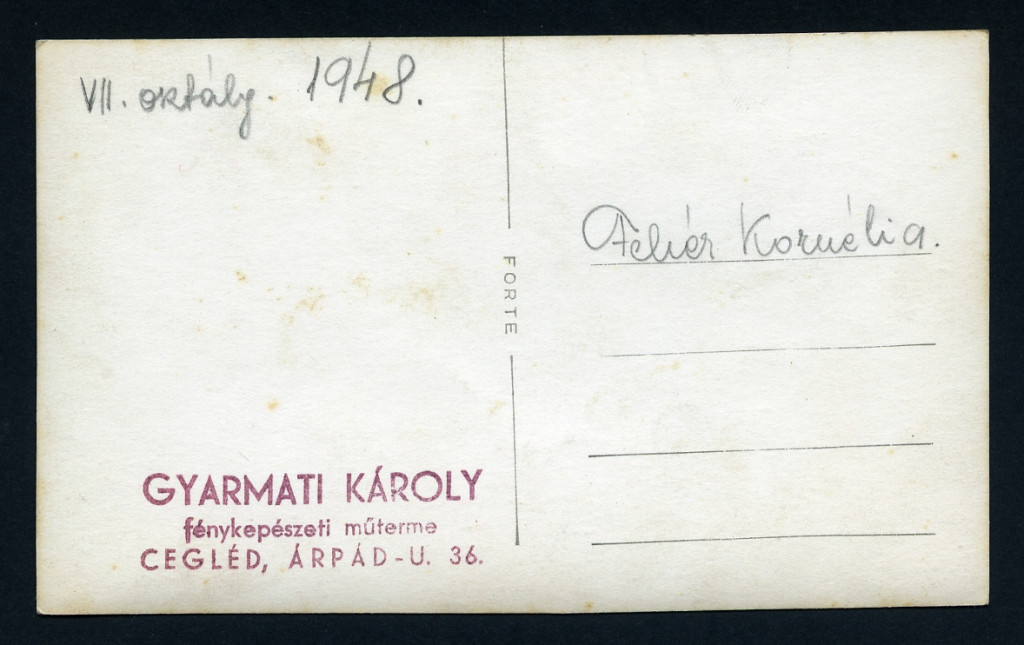 VII. osztály. 1948.
FORTE
Fehér Kornélia.
GYARMATI KÁROLY
fényképészeti műterme
CEGLÉD, ÁRPÁD-U. 36.